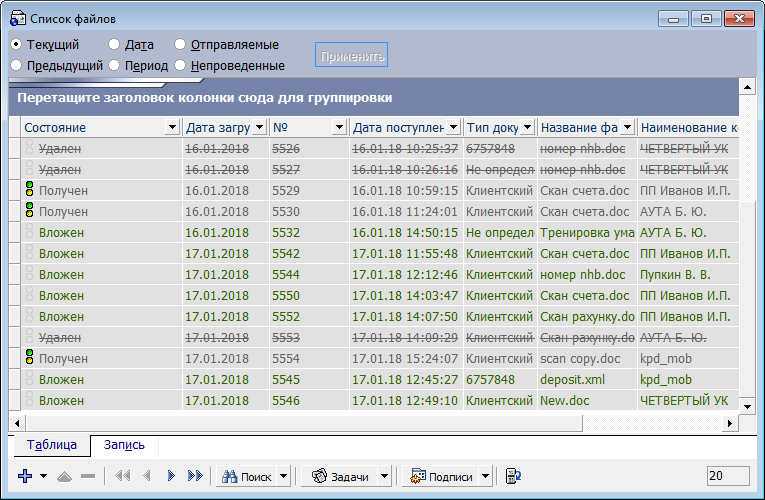 Список файлов
Текущий Дата Отправляемые
Предыдущий Период Непроведенные
Применить
Перетащите заголовок колонки сюда для группировки
Состояние Дата загру № Дата поступлен Тип доку Название фа Наименование к
Удален 16.01.2018 5526 16.01.18 10:25:37 6757848 номер nhb.doc ЧЕТВЕРТЫЙ УК
Удален 16.01.2018 5527 16.01.18 10:26:16 Не определ номер nhb.doc ЧЕТВЕРТЫЙ УК
Получен 16.01.2018 5529 16.01.18 10:59:15 Клиентский Скан счета.doc ПП Иванов И.П.
Получен 16.01.2018 5530 16.01.18 11:24:01 Клиентский Скан счета.doc АУТА Б. Ю.
Вложен 16.01.2018 5532 16.01.18 14:50:15 Не определ Тренировка ума АУТА Б. Ю.
Вложен 17.01.2018 5542 17.01.18 11:55:48 Клиентский Скан счета.doc ПП Иванов И.П.
Вложен 17.01.2018 5544 17.01.18 12:12:46 Клиентский номер nhb.doc Пупкин В. В.
Вложен 17.01.2018 5550 17.01.18 14:03:47 Клиентский Скан счета.doc ПП Иванов И.П.
Вложен 17.01.2018 5552 17.01.18 14:07:50 Клиентский Скан рахунку.do ПП Иванов И.П.
Удален 17.01.2018 5553 17.01.18 14:09:29 Клиентский Скан рахунку.do АУТА Б. Ю.
Получен 17.01.2018 5554 17.01.18 15:24:07 Клиентский scan copy.doc kpd_mob
Вложен 17.01.2018 5545 17.01.18 12:45:27 6757848 deposit.xml kpd_mob
Вложен 17.01.2018 5546 17.01.18 12:49:10 Клиентский New.doc ЧЕТВЕРТЫЙ УК
Таблица Запись
Поиск Задачи Подписи 20